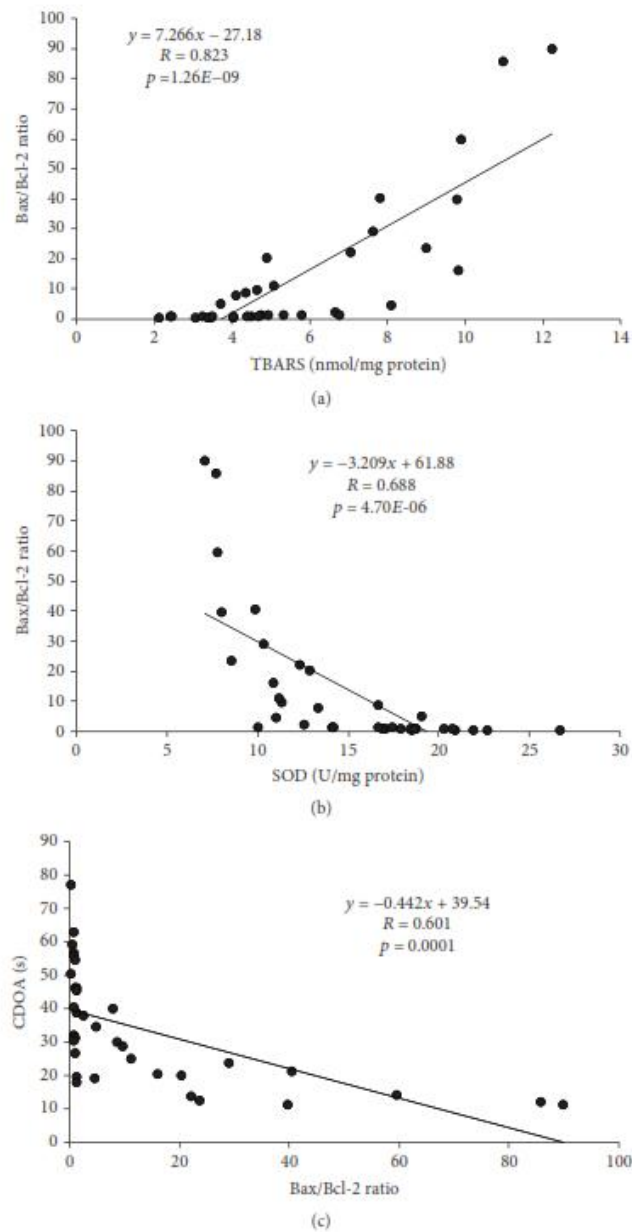 100
90
80
70
60
50
40
30
20
10
0
Bax/Bcl-2 ratio
y = 7.266x – 27.18
R = 0.823
p =1.26E–09
0 2 4 6 8 10 12 14
TBARS (nmol/mg protein)
(a)
100
90
80
70
60
50
40
30
20
10
0
Bax/Bcl-2 ratio
y = –3.209x + 61.88
R = 0.688
p = 4.70E-06
0 5 10 15 20 25 30
SOD (U/mg protein)
(b)
90
80
70
60
50
40
30
20
10
0
CDOA (s)
y = –0.442x + 39.54
R = 0.601
p = 0.0001
0 20 40 60 80 100
Bax/Bcl-2 ratio
(c)